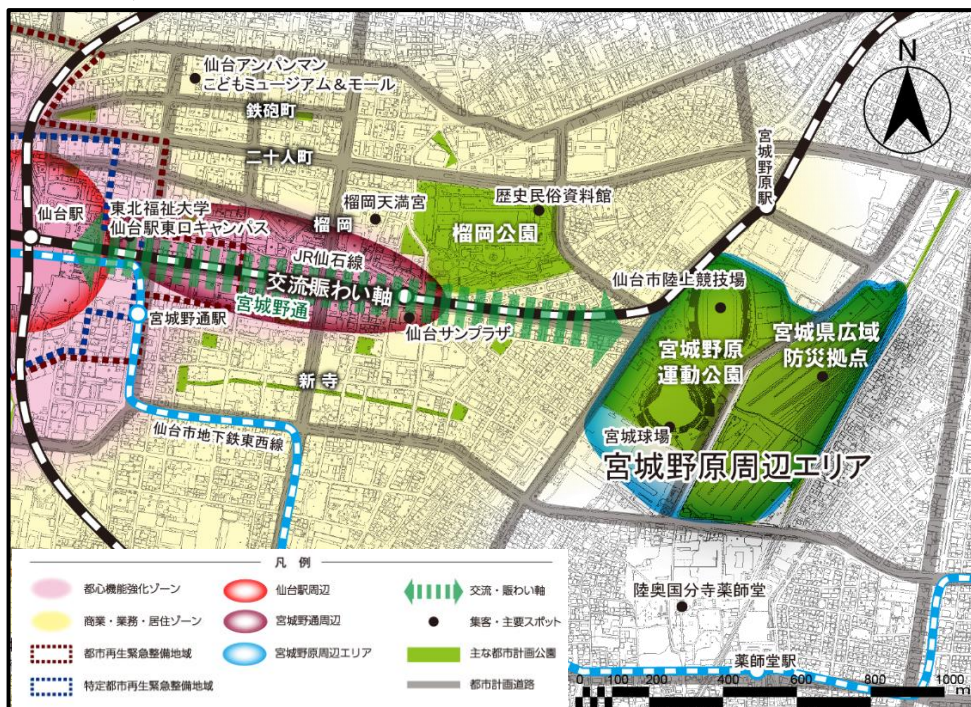 仙台アンパンマン
こどもミュージアム&モール
鉄砲町
二十人町
N
宮城野原駅
榴岡天満宮
歴史民俗資料館
榴岡公園
仙台駅
東北福祉大学
仙台駅東口キャンパス
榴岡
JR仙石線
交流賑わい軸
宮城野通
仙台市陸上競技場
宮城野通駅
仙台サンプラザ
宮城野原
運動公園
宮城県広域
防災拠点
新寺
仙台市地下鉄東西線
宮城球場
宮城野原周辺エリア
凡 例
都心機能強化ゾーン
仙台駅周辺
交流・賑わい軸
商業・業務・居住ゾーン
宮城野通周辺
集客・主要スポット
都市再生緊急整備地域
宮城野原周辺エリア
主な都市計画公園
特定都市再生緊急整備地域
都市計画道路
陸奥国分寺薬師堂
薬師堂駅
0 100 200 400 600 800 1000
m